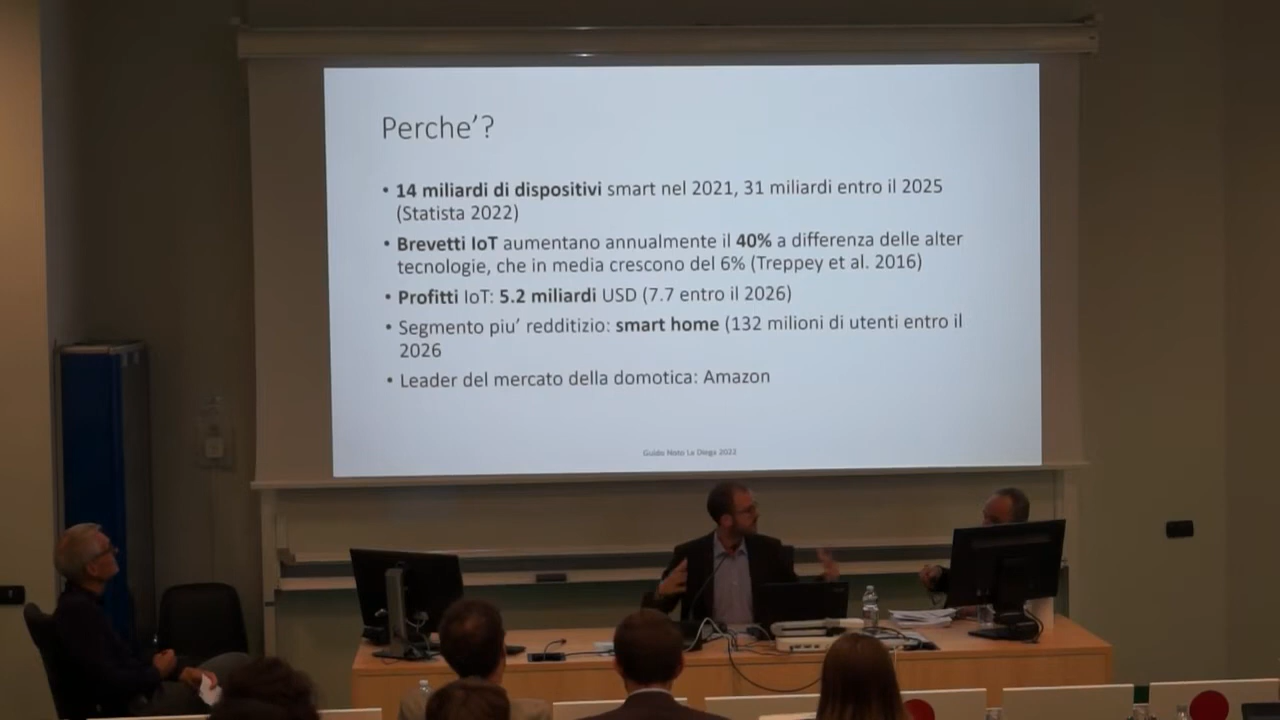 Perche'?
• 14 miliardi di dispositivi smart nel 2021, 31 miliardi entro il 2025
(Statista 2022)
• Brevetti IoT aumentano annualmente il 40% a differenza delle alter
tecnologie, che in media crescono del 6% (Treppey et al. 2016)
• Profitti IoT: 5.2 miliardi USD (7.7 entro il 2026)
• Segmento piu' redditizio: smart home (132 milioni di utenti entro il
2026
• Leader del mercato della domotica: Amazon
Guido Noto La Diega 2022